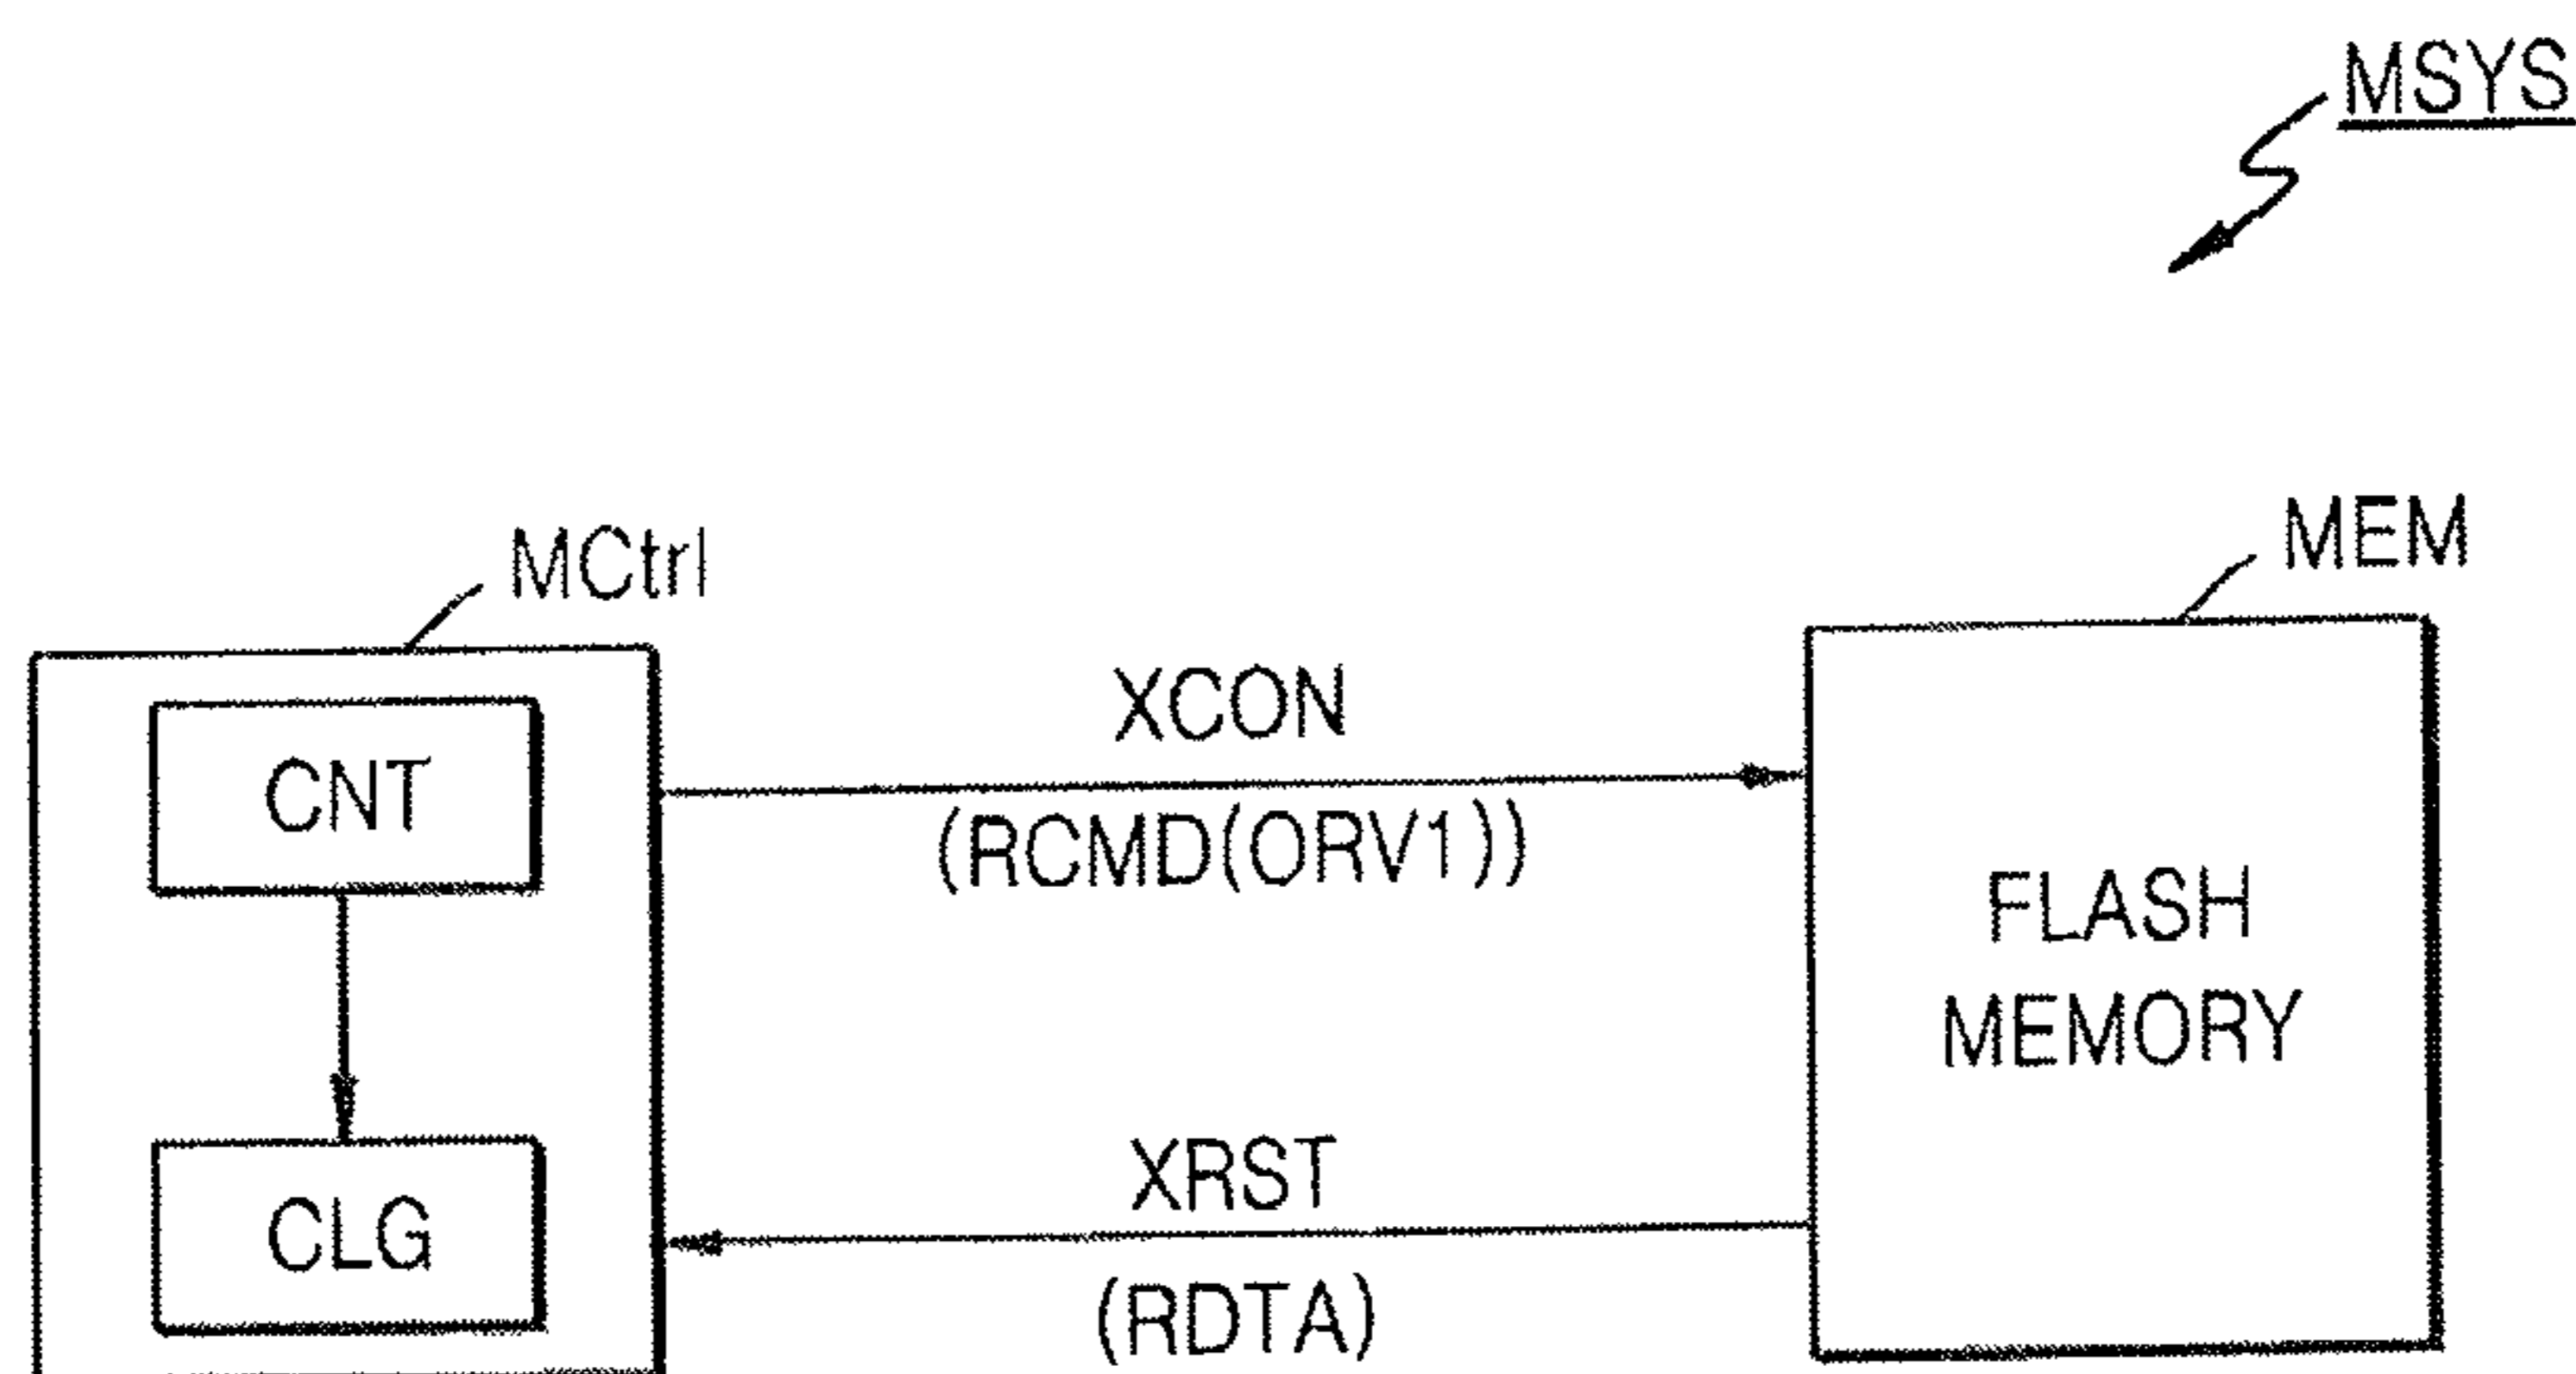 MSYS
MCtrl
MEM
CNT
XCON
(RCMD(ORV1))
FLASH
MEMORY
CLG
XRST
(RDTA)